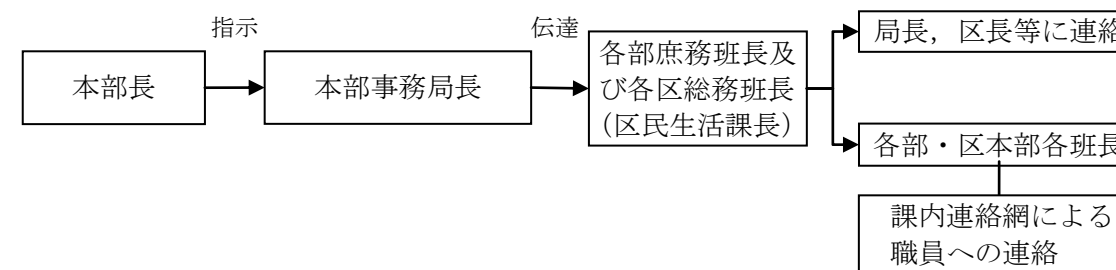 指示
伝達
本部長
本部事務局長
各部庶務班長及
び各区総務班長
（区民生活課長）
局長，区長等に連絡
各部・区本部各班長
課内連絡網による
職員への連絡